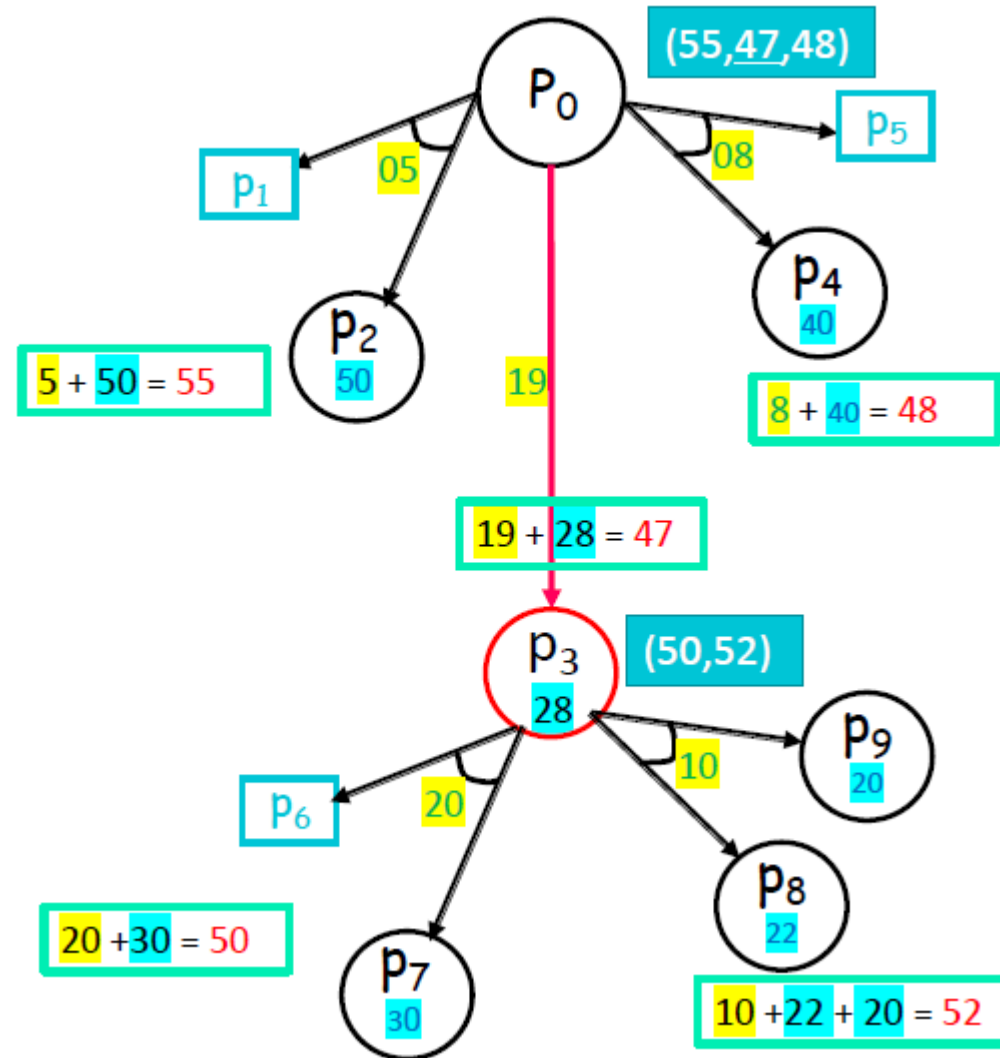 (55,47,48)
P₀
p₅
05
08
p₁
p₄
40
p₂
50
5 + 50 = 55
19
8 + 40 = 48
19 + 28 = 47
p₃
28
(50,52)
p₉
20
20
10
p₆
p₈
22
20 +30 = 50
p₇
30
10 +22 + 20 = 52